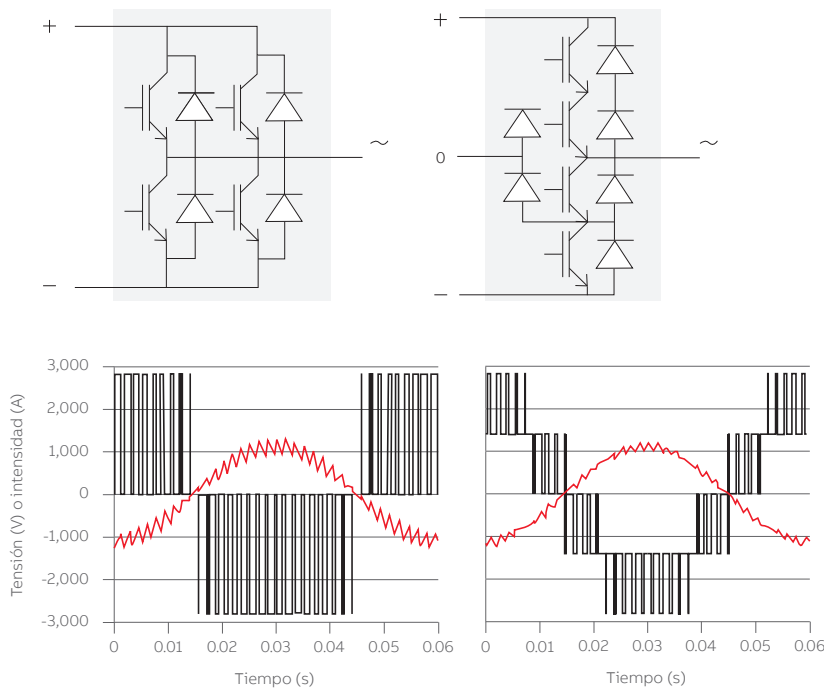 +
∼
−
+
0
∼
−
Tensión (V) o intensidad (A)
3,000
2,000
1,000
0
-1,000
-2,000
-3,000
0 0.01 0.02 0.03 0.04 0.05 0.06
Tiempo (s)
0 0.01 0.02 0.03 0.04 0.05 0.06
Tiempo (s)